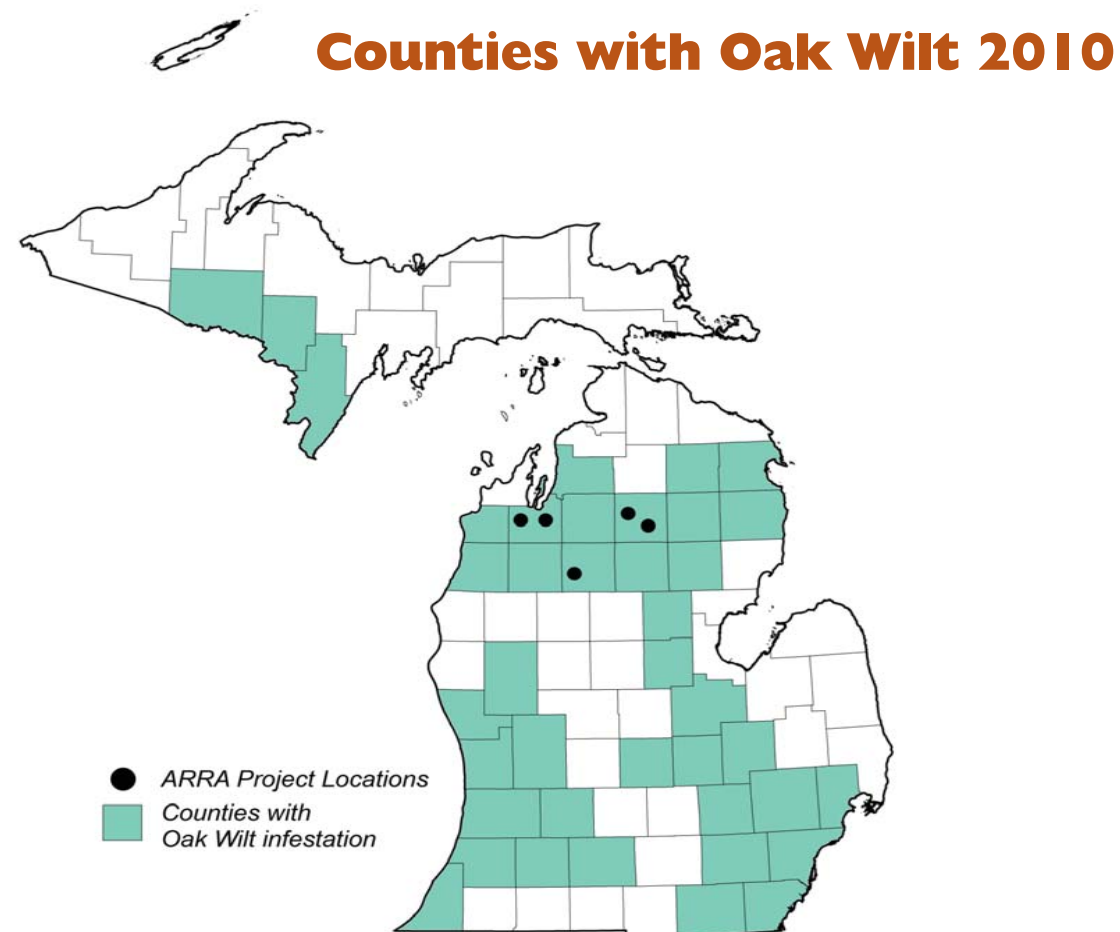 Counties with Oak Wilt 2010
ARRA Project Locations
Counties with
Oak Wilt infestation